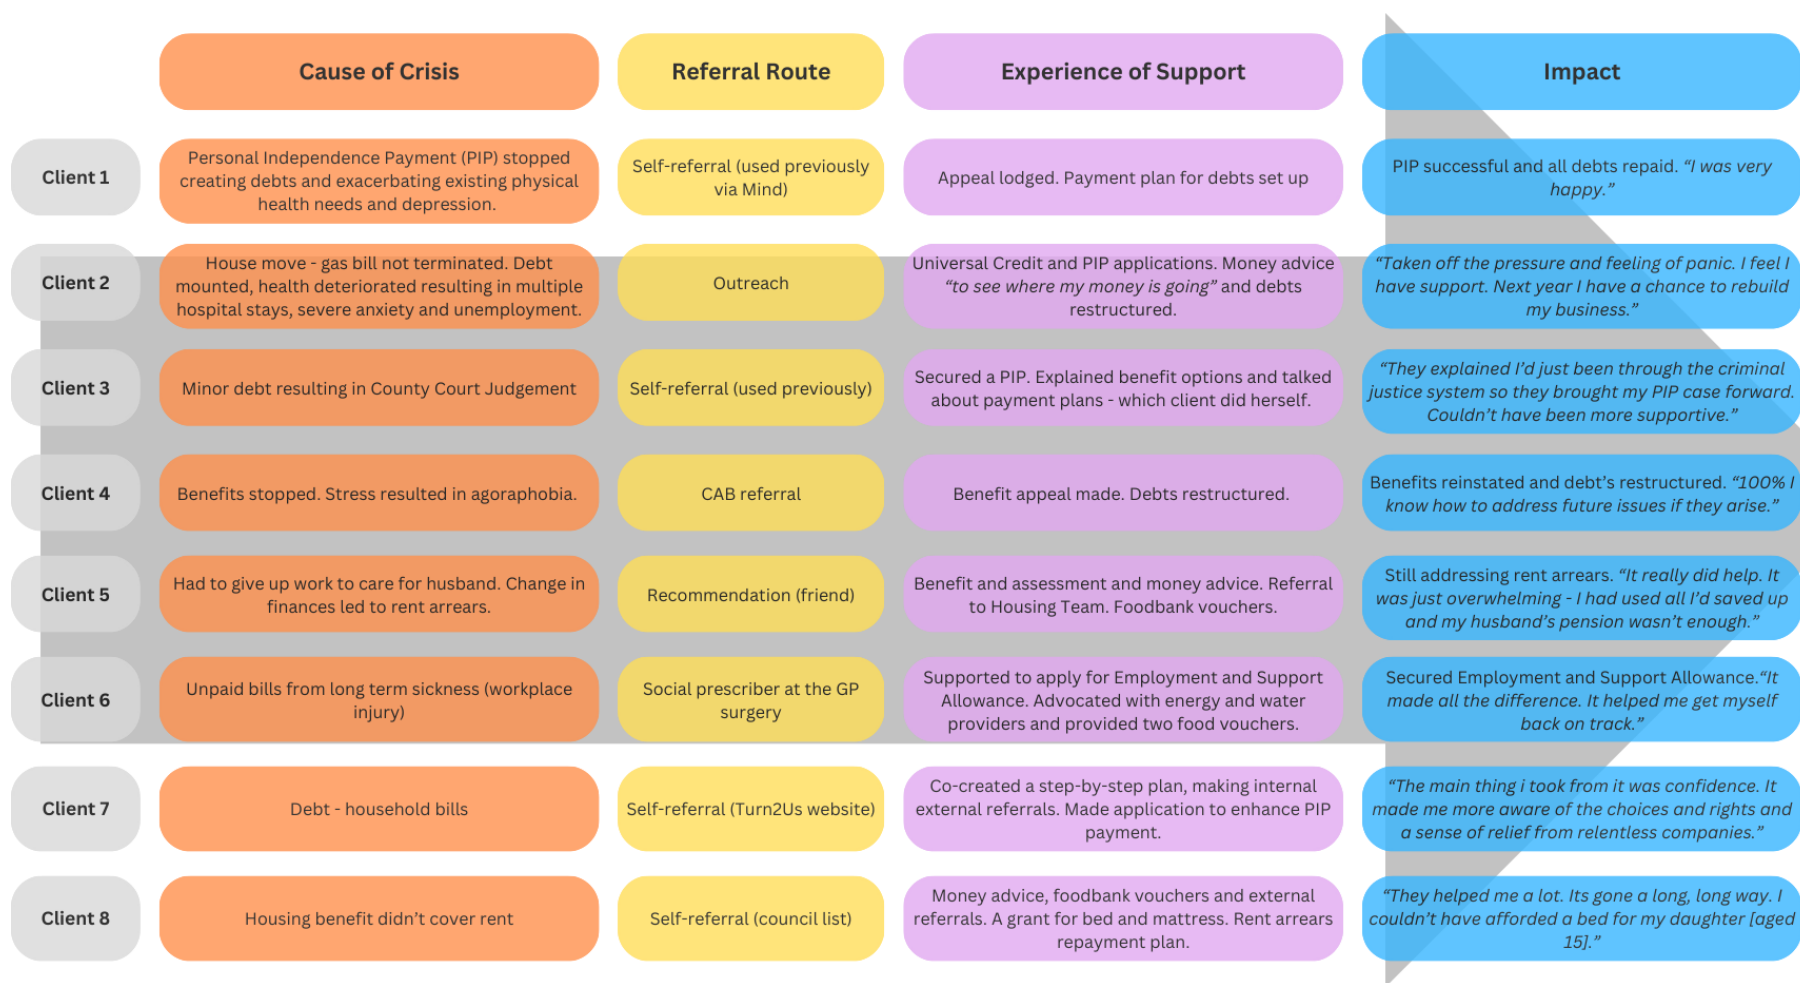 Cause of Crisis
Referral Route
Experience of Support
Impact
Client 1
Personal Independence Payment (PIP) stopped
creating debts and exacerbating existing physical
health needs and depression.
Self-referral (used previously
via Mind)
Appeal lodged. Payment plan for debts set up
PIP successful and all debts repaid. “I was very
happy.”
Client 2
House move - gas bill not terminated. Debt
mounted, health deteriorated resulting in multiple
hospital stays, severe anxiety and unemployment.
Outreach
Universal Credit and PIP applications. Money advice
“to see where my money is going” and debts
restructured.
“Taken off the pressure and feeling of panic. I feel I
have support. Next year I have a chance to rebuild
my business.”
Client 3
Minor debt resulting in County Court Judgement
Self-referral (used previously)
Secured a PIP. Explained benefit options and talked
about payment plans - which client did herself.
“They explained I’d just been through the criminal
justice system so they brought my PIP case forward.
Couldn’t have been more supportive.”
Client 4
Benefits stopped. Stress resulted in agoraphobia.
CAB referral
Benefit appeal made. Debts restructured.
Benefits reinstated and debt’s restructured. “100% I
know how to address future issues if they arise.”
Client 5
Had to give up work to care for husband. Change in
finances led to rent arrears.
Recommendation (friend)
Benefit and assessment and money advice. Referral
to Housing Team. Foodbank vouchers.
Still addressing rent arrears. “It really did help. It
was just overwhelming - I had used all I’d saved up
and my husband’s pension wasn’t enough.”
Client 6
Unpaid bills from long term sickness (workplace
injury)
Social prescriber at the GP
surgery
Supported to apply for Employment and Support
Allowance. Advocated with energy and water
providers and provided two food vouchers.
Secured Employment and Support Allowance.“It
made all the difference. It helped me get myself
back on track.”
Client 7
Debt - household bills
Self-referral (Turn2Us website)
Co-created a step-by-step plan, making internal
external referrals. Made application to enhance PIP
payment.
“The main thing i took from it was confidence. It
made me more aware of the choices and rights and
a sense of relief from relentless companies.”
Client 8
Housing benefit didn’t cover rent
Self-referral (council list)
Money advice, foodbank vouchers and external
referrals. A grant for bed and mattress. Rent arrears
repayment plan.
“They helped me a lot. Its gone a long, long way. I
couldn’t have afforded a bed for my daughter [aged
15].”